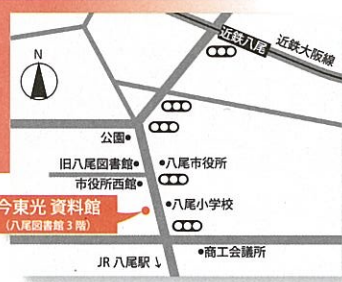 近鉄八尾
近鉄大阪線
N
公園
旧八尾図書館
八尾市役所
市役所西館
八尾小学校
今東光 資料館
(八尾図書館3階)
商工会議所
JR 八尾駅